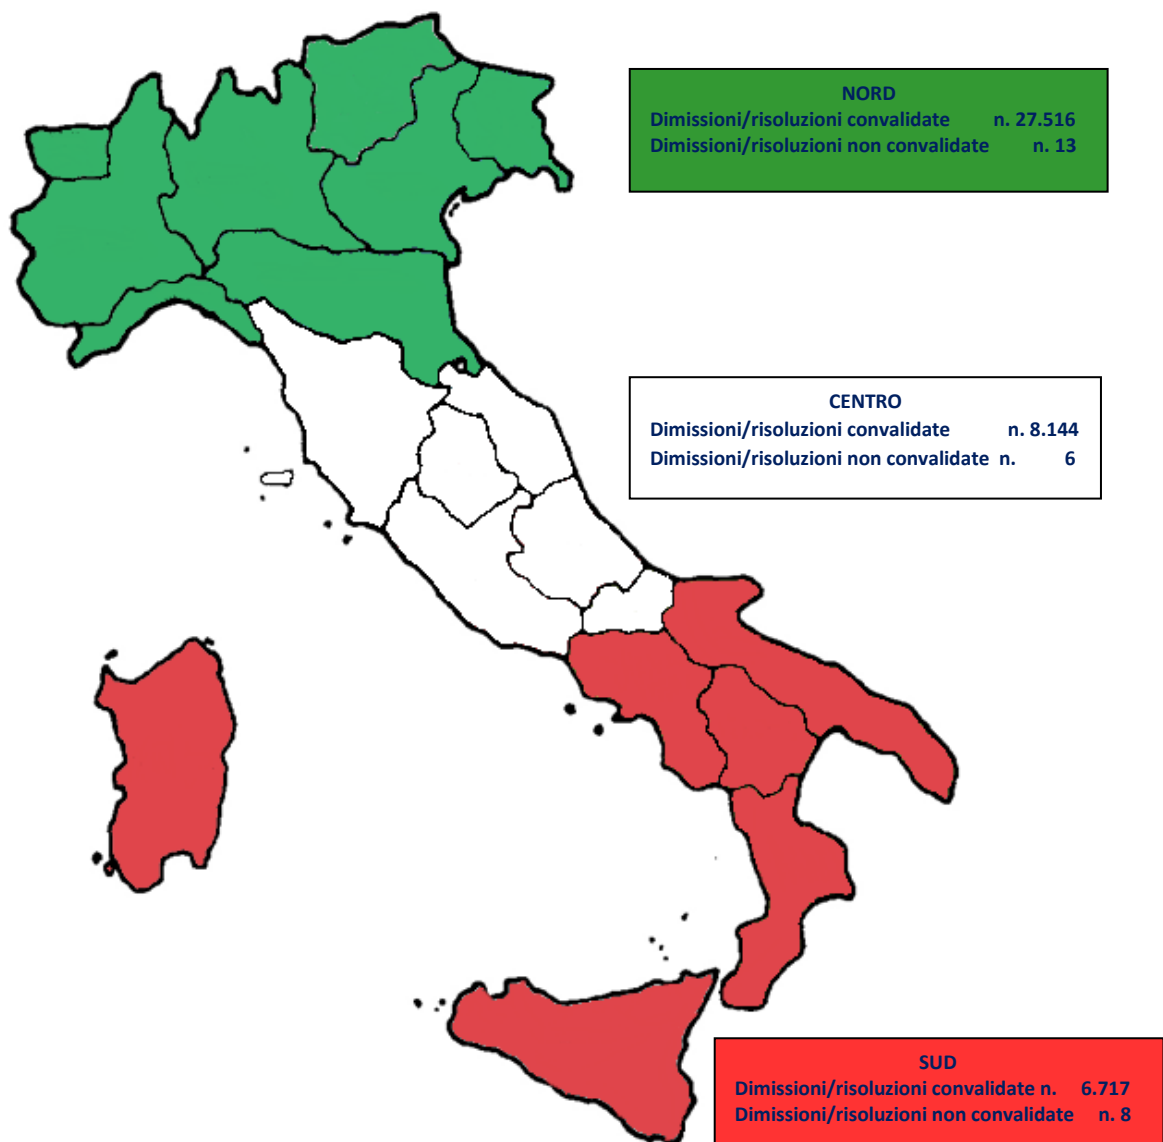 NORD
Dimissioni/risoluzioni convalidate n. 27.516
Dimissioni/risoluzioni non convalidate n. 13
CENTRO
Dimissioni/risoluzioni convalidate n. 8.144
Dimissioni/risoluzioni non convalidate n. 6
SUD
Dimissioni/risoluzioni convalidate n. 6.717
Dimissioni/risoluzioni non convalidate n. 8